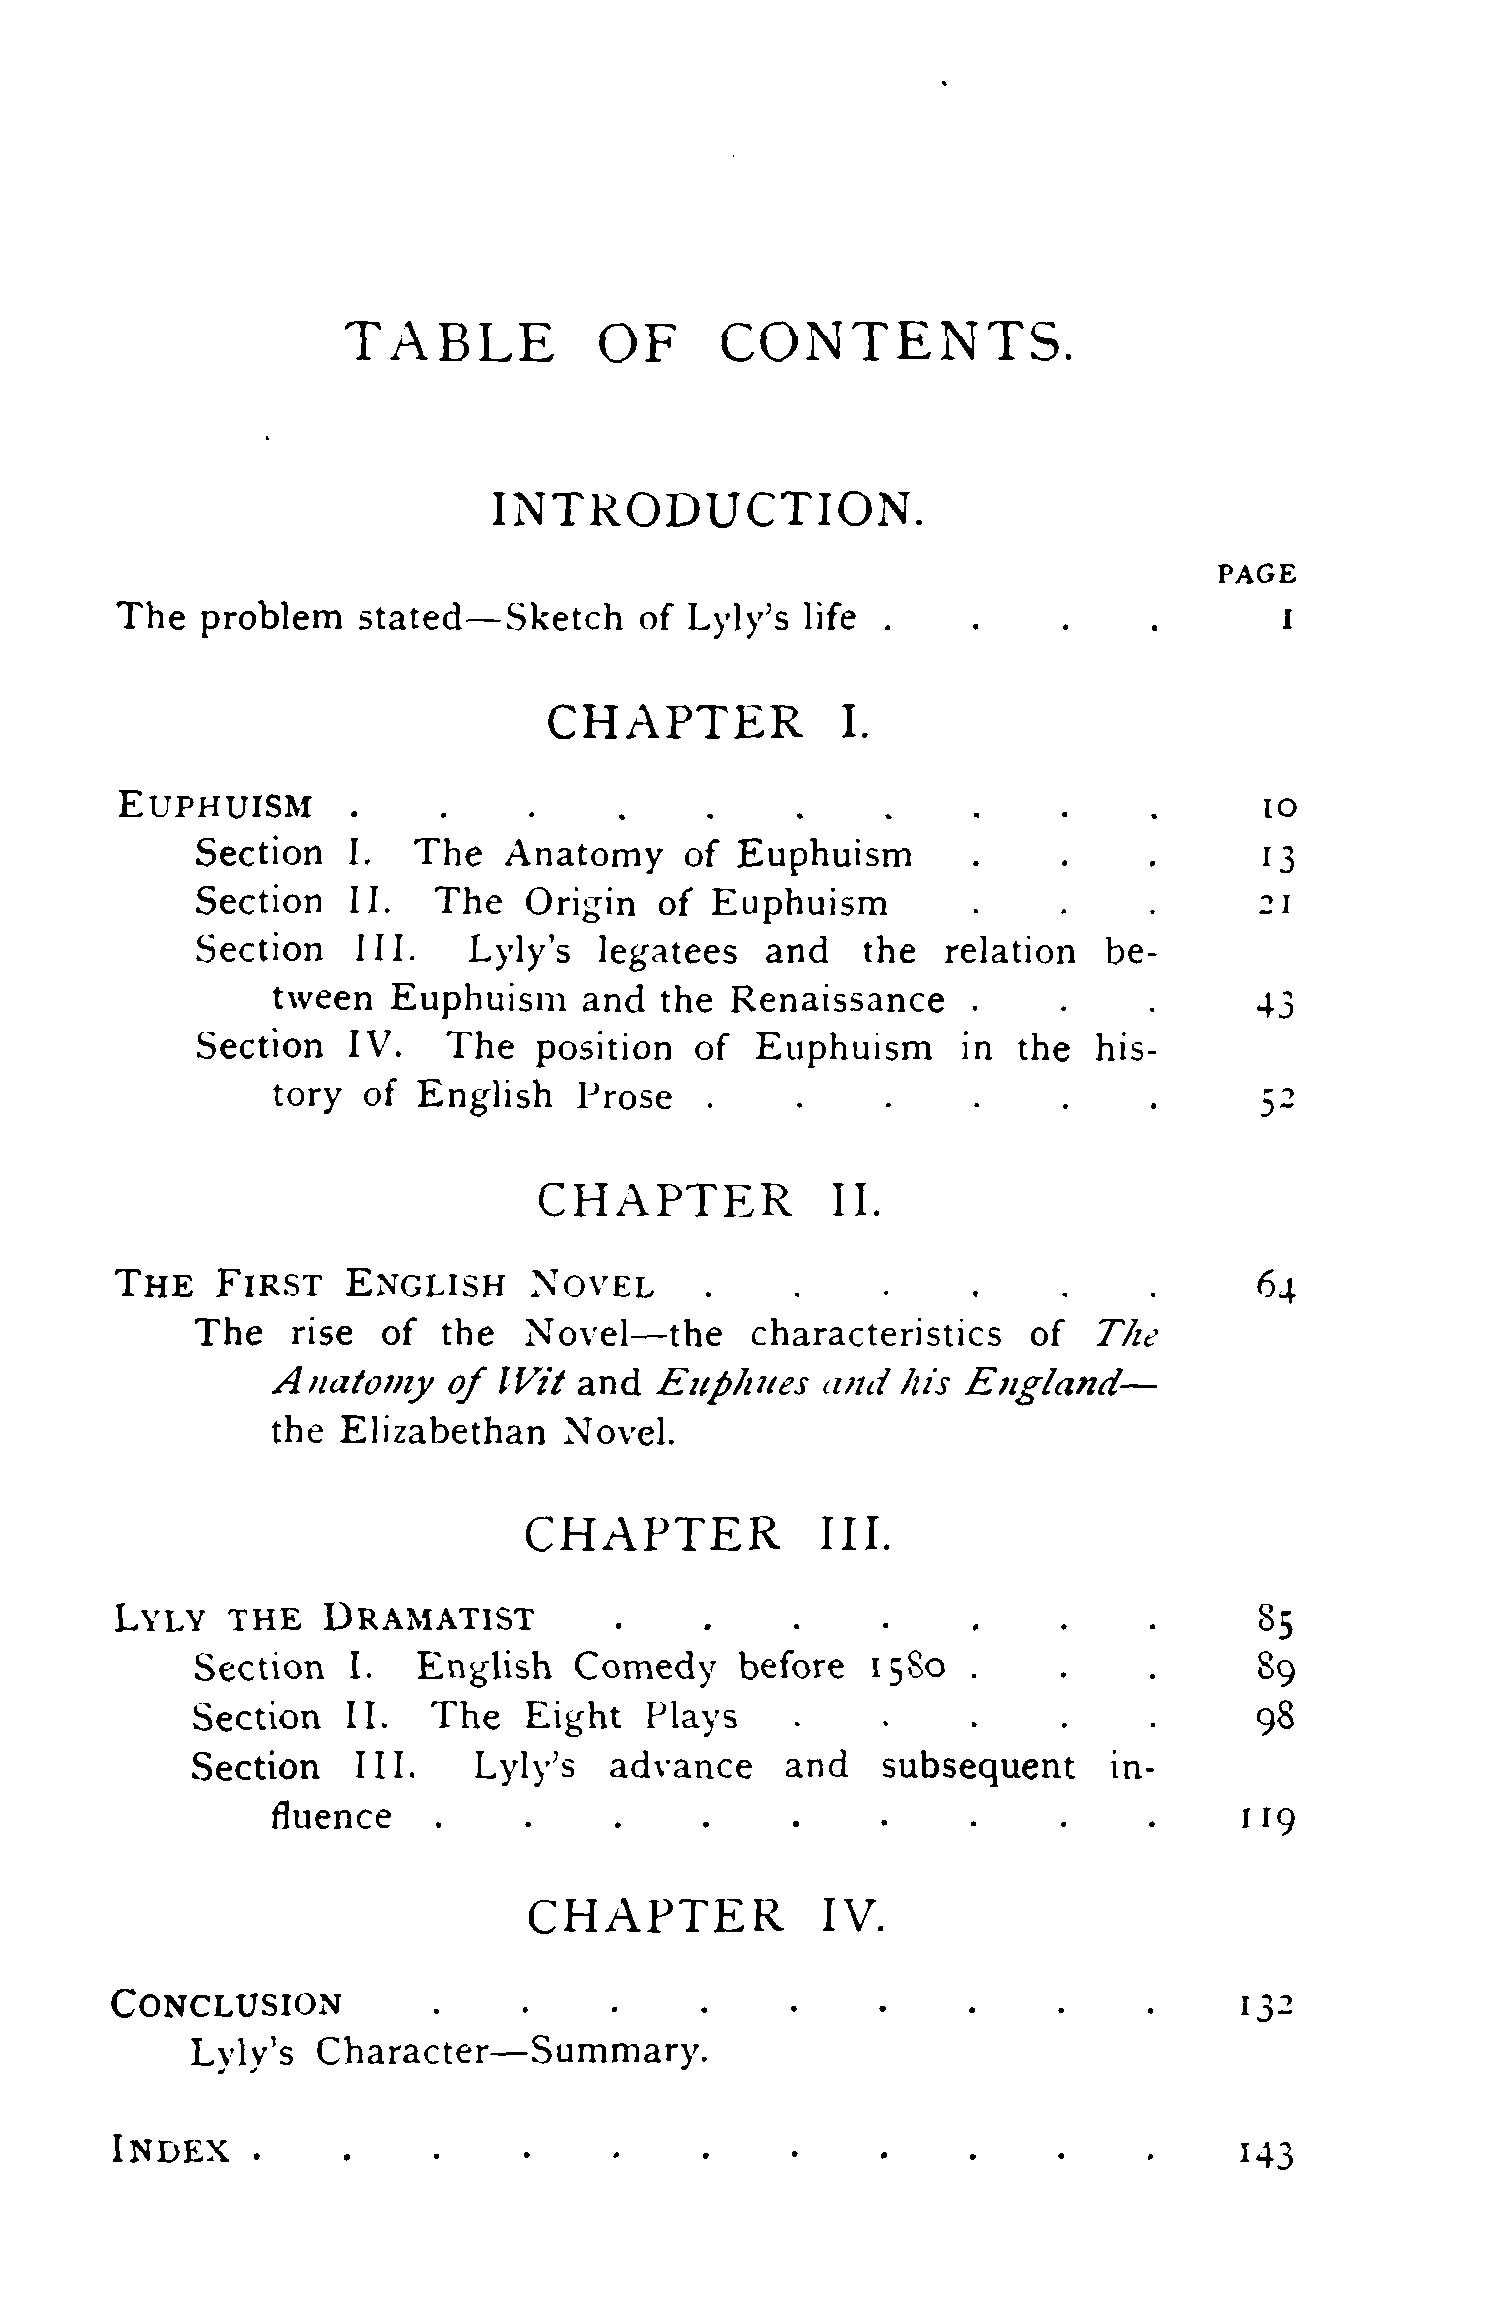 TABLE OF CONTENTS.
INTRODUCTION.
PAGE
The problem stated—Sketch of Lyly's life . . . . 1
CHAPTER I.
EUPHUISM . . . . . . . . . . 10
Section I. The Anatomy of Euphuism . . . 13
Section II. The Origin of Euphuism . . . 21
Section III. Lyly's legatees and the relation be-
tween Euphuism and the Renaissance . . . 43
Section IV. The position of Euphuism in the his-
tory of English Prose . . . . . . 52
CHAPTER II.
THE FIRST ENGLISH NOVEL . . . . . . 64
The rise of the Novel—the characteristics of The
Anatomy of Wit and Euphues and his England—
the Elizabethan Novel.
CHAPTER III.
LYLY THE DRAMATIST . . . . . . . 85
Section I. English Comedy before 1580 . . . 89
Section II. The Eight Plays . . . . . 98
Section III. Lyly's advance and subsequent in-
fluence . . . . . . . . . 119
CHAPTER IV.
CONCLUSION . . . . . . . . . 132
Lyly's Character—Summary.
INDEX . . . . . . . . . . . 143